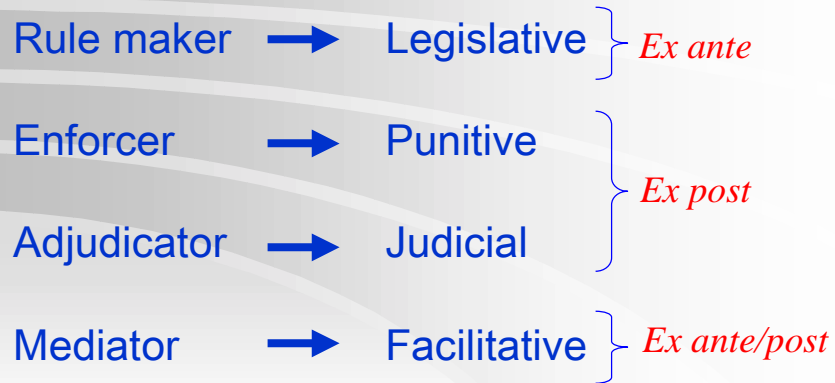 Rule maker → Legislative Ex ante
Enforcer → Punitive
Ex post
Adjudicator → Judicial
Mediator → Facilitative Ex ante/post